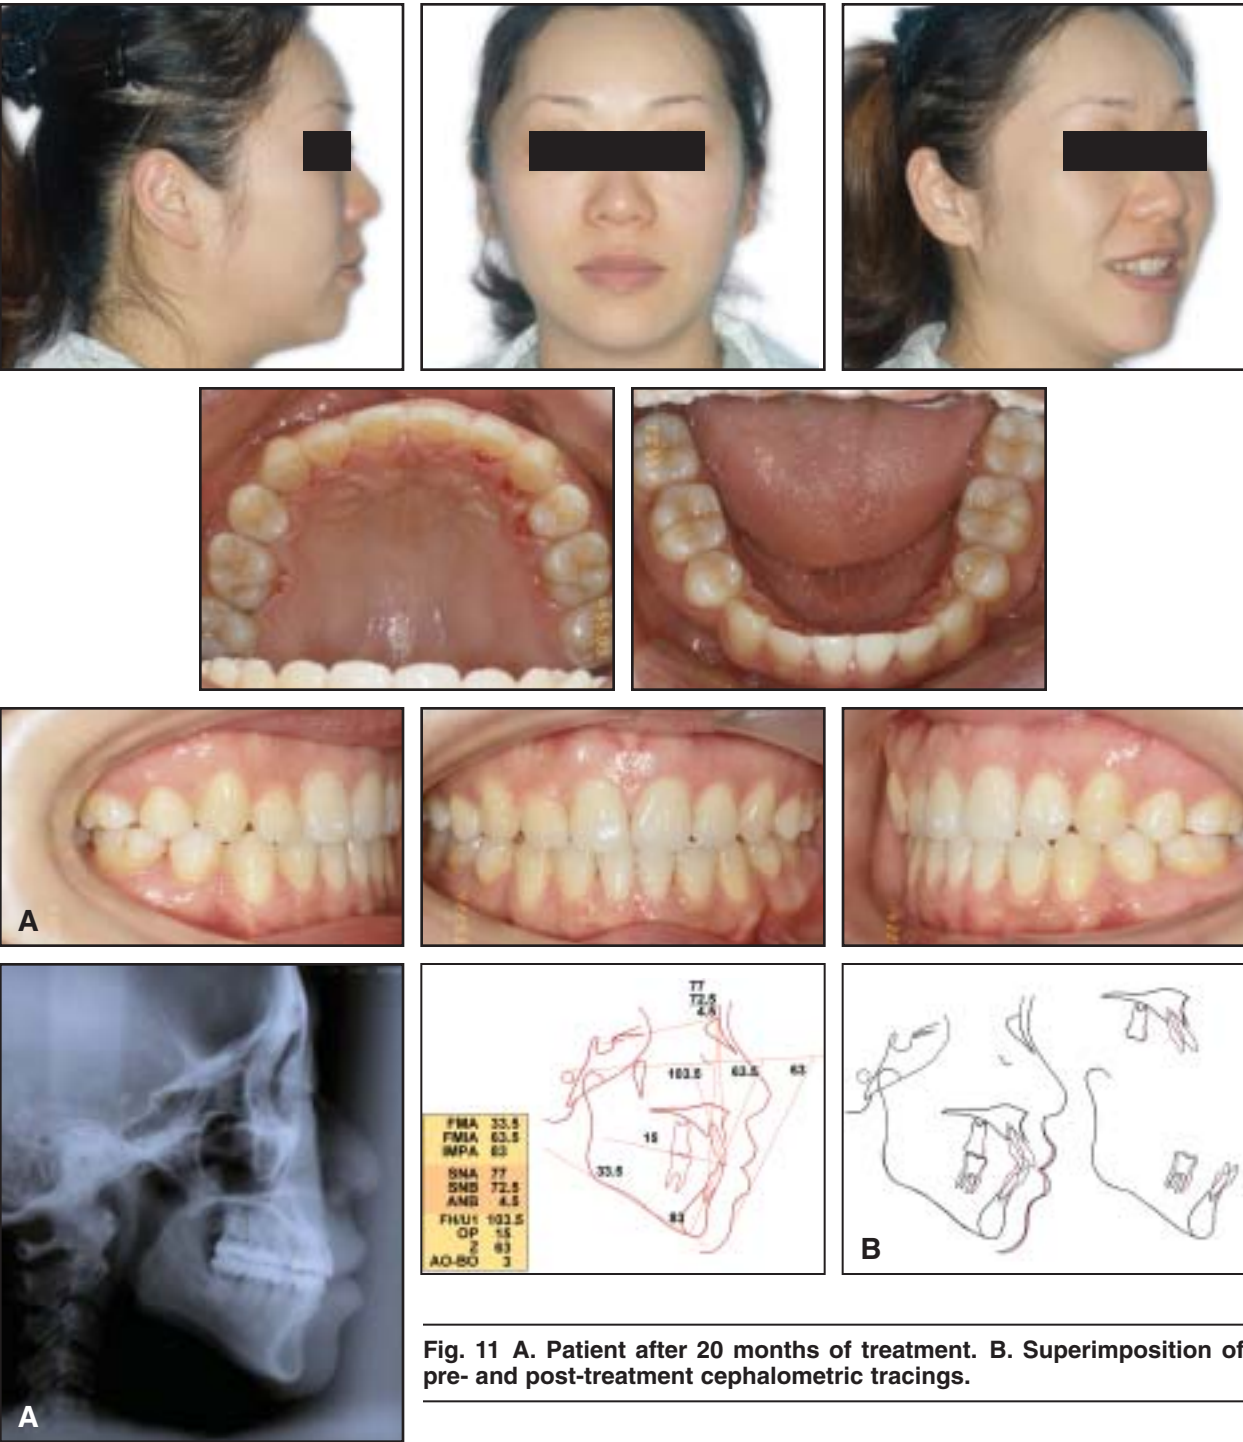 A
77
72.5
4.5
103.5 63.5 63
15
33.5
83
FMA 33.5
FMIA 63.5
IMPA 83
SNA 77
SNB 72.5
ANB 4.5
FH/U1 103.5
OP 15
Z 63
AO-BO 3
B
A
Fig. 11 A. Patient after 20 months of treatment. B. Superimposition of
pre- and post-treatment cephalometric tracings.